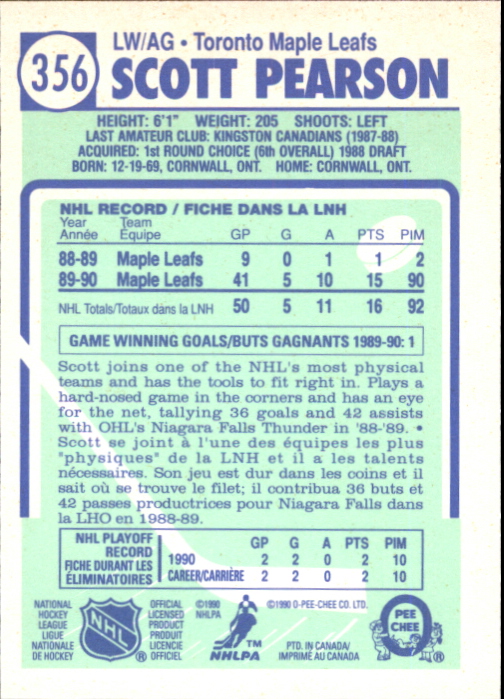 356
LW/AG • Toronto Maple Leafs
SCOTT PEARSON
HEIGHT: 6'1" WEIGHT: 205 SHOOTS: LEFT
LAST AMATEUR CLUB: KINGSTON CANADIANS (1987-88)
ACQUIRED: 1st ROUND CHOICE (6th OVERALL) 1988 DRAFT
BORN: 12-19-69, CORNWALL, ONT. HOME: CORNWALL, ONT.
NHL RECORD / FICHE DANS LA LNH
Year Team
Année Équipe GP G A PTS PIM
88-89 Maple Leafs 9 0 1 1 2
89-90 Maple Leafs 41 5 10 15 90
NHL Totals/Totaux dans la LNH 50 5 11 16 92
GAME WINNING GOALS/BUTS GAGNANTS 1989-90: 1
Scott joins one of the NHL's most physical
teams and has the tools to fit right in. Plays a
hard-nosed game in the corners and has an eye
for the net, tallying 36 goals and 42 assists
with OHL's Niagara Falls Thunder in '88-'89. •
Scott se joint à l'une des équipes les plus
"physiques" de la LNH et il a les talents
nécessaires. Son jeu est dur dans les coins et il
sait où se trouve le filet; il contribua 36 buts et
42 passes productrices pour Niagara Falls dans
la LHO en 1988-89.
NHL PLAYOFF
RECORD
FICHE DURANT LES
ÉLIMINATOIRES
GP G A PTS PIM
1990 2 2 0 2 10
CAREER/CARRIÈRE 2 2 0 2 10
NATIONAL
HOCKEY
LEAGUE
LIGUE
NATIONALE
DE HOCKEY
NHL
®
OFFICIAL
LICENSED
PRODUCT
PRODUIT
LICENCIÉ
OFFICIEL
©1990
NHLPA
TM
NHLPA
©1990 O-PEE-CHEE CO. LTD.
PTD. IN CANADA/
IMPRIMÉ AU CANADA
O PEE CHEE
®